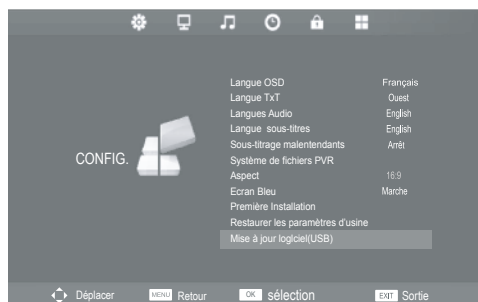 Langue OSD Français
Langue TxT Ouest
Langues Audio English
Langue sous-titres English
Sous-titrage malentendants Arrêt
CONFIG.
Système de fichiers PVR
Aspect 16:9
Ecran Bleu Marche
Première Installation
Restaurer les paramètres d'usine
Mise à jour logIciel(USB)
Déplacer MENU Retour OK sélection EXIT Sortie